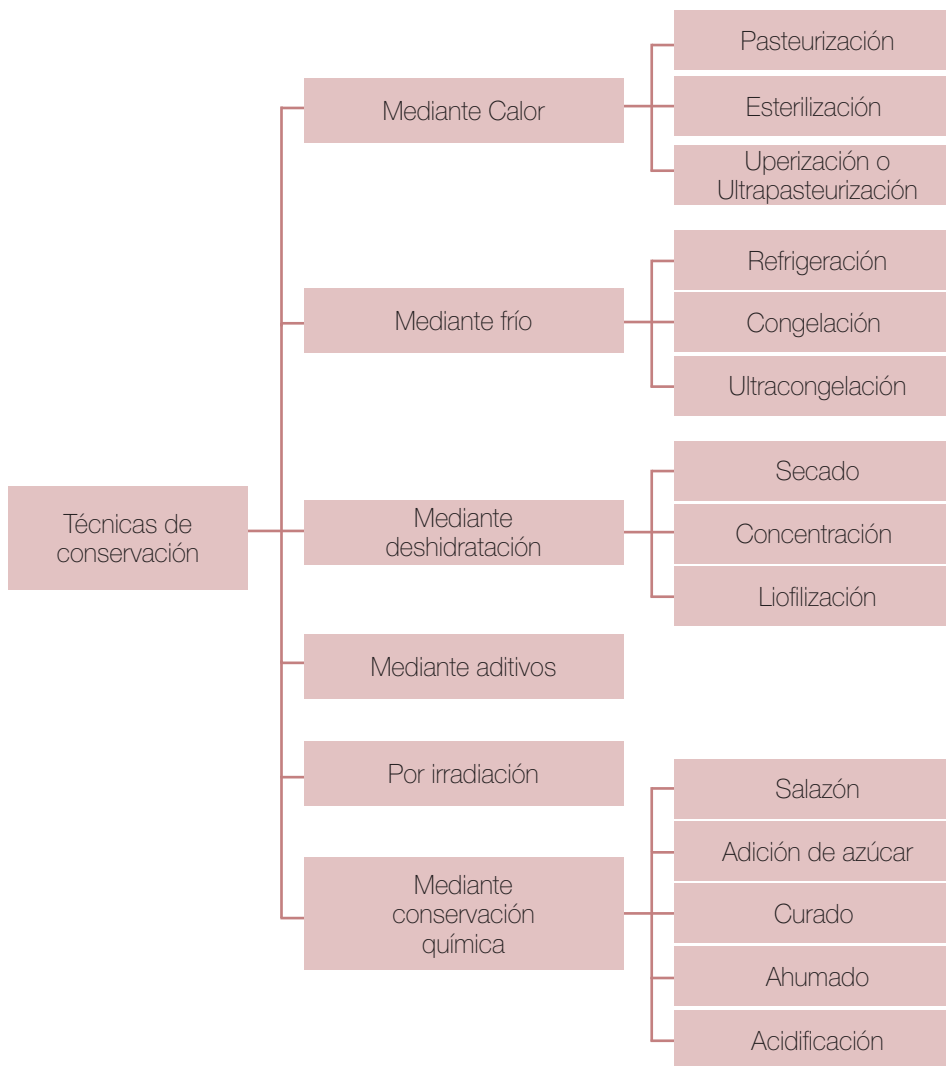 Técnicas de
conservación
Mediante Calor
Pasteurización
Esterilización
Uperización o
Ultrapasteurización
Mediante frío
Refrigeración
Congelación
Ultracongelación
Mediante
deshidratación
Secado
Concentración
Liofilización
Mediante aditivos
Por irradiación
Mediante
conservación
química
Salazón
Adición de azúcar
Curado
Ahumado
Acidificación